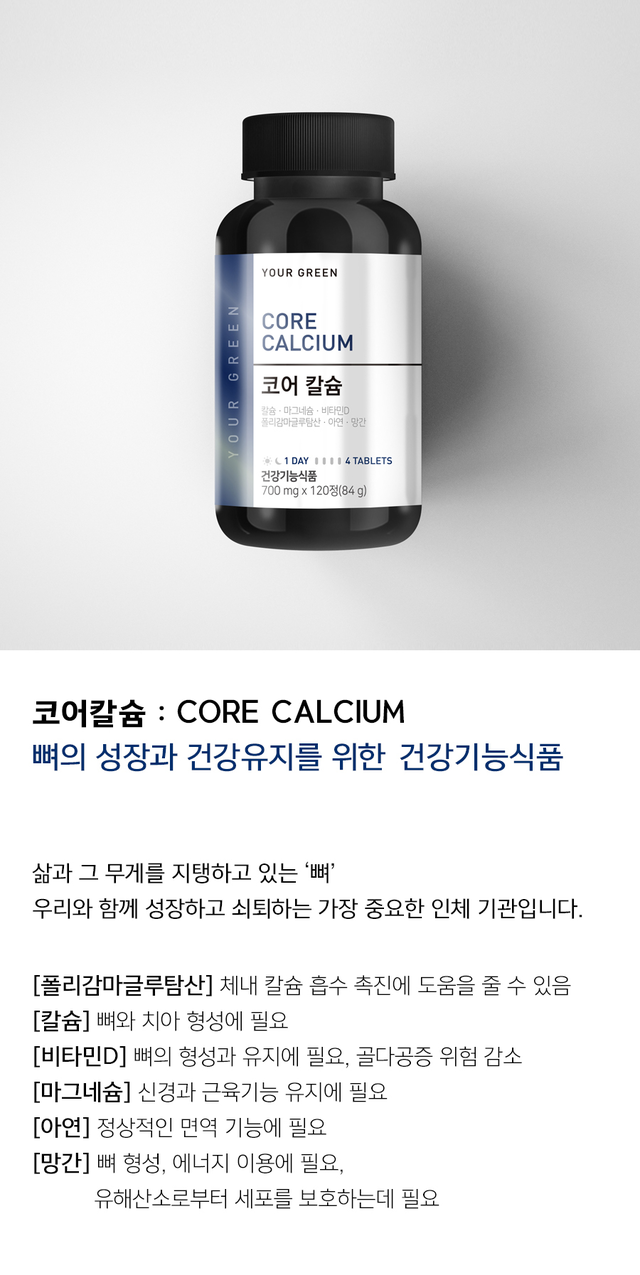 YOUR GREEN
YOUR GREEN
CORE
CALCIUM
코어 칼슘
칼슘 · 마그네슘 · 비타민D
폴리감마글루탐산 · 아연 · 망간
1 DAY 4 TABLETS
건강기능식품
700 mg x 120정(84 g)
코어칼슘 : CORE CALCIUM
뼈의 성장과 건강유지를 위한 건강기능식품
삶과 그 무게를 지탱하고 있는 ‘뼈’
우리와 함께 성장하고 쇠퇴하는 가장 중요한 인체 기관입니다.
[폴리감마글루탐산] 체내 칼슘 흡수 촉진에 도움을 줄 수 있음
[칼슘] 뼈와 치아 형성에 필요
[비타민D] 뼈의 형성과 유지에 필요, 골다공증 위험 감소
[마그네슘] 신경과 근육기능 유지에 필요
[아연] 정상적인 면역 기능에 필요
[망간] 뼈 형성, 에너지 이용에 필요,
유해산소로부터 세포를 보호하는데 필요